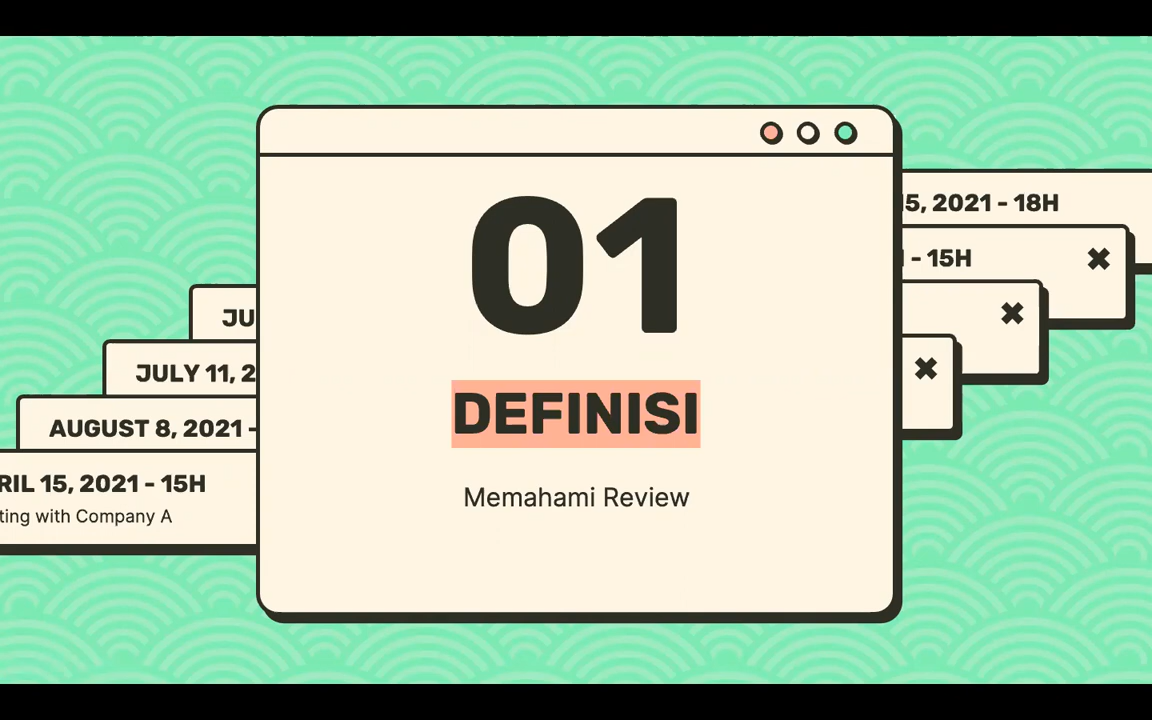 01
DEFINISI
Memahami Review
JU
JULY 11, 2
AUGUST 8, 2021 -
RIL 15, 2021 - 15H
ting with Company A
5, 2021 - 18H
- 15H